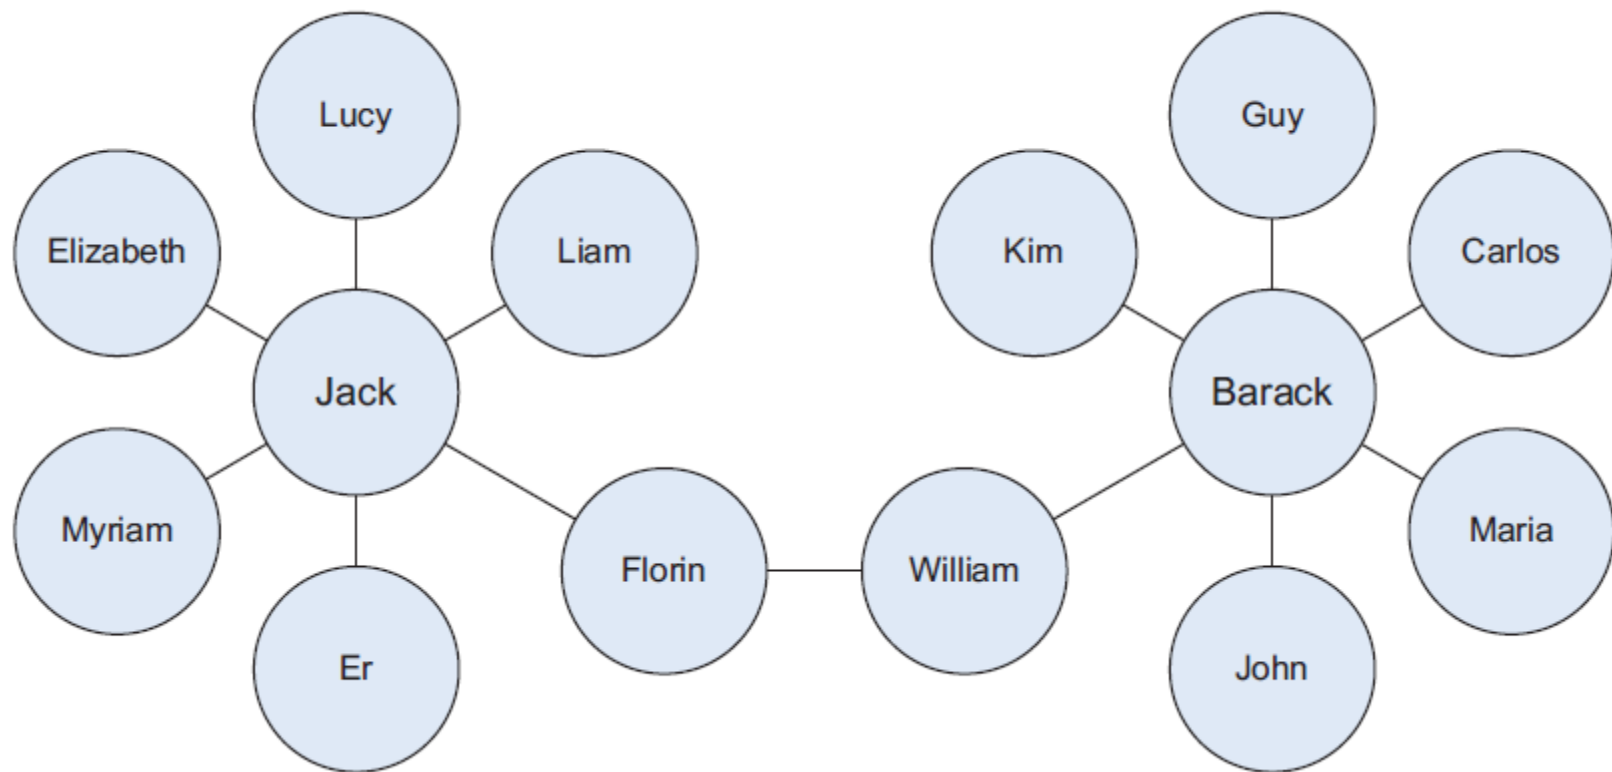 Lucy
Guy
Elizabeth
Liam
Kim
Carlos
Jack
Barack
Myriam
Florin
William
Maria
Er
John